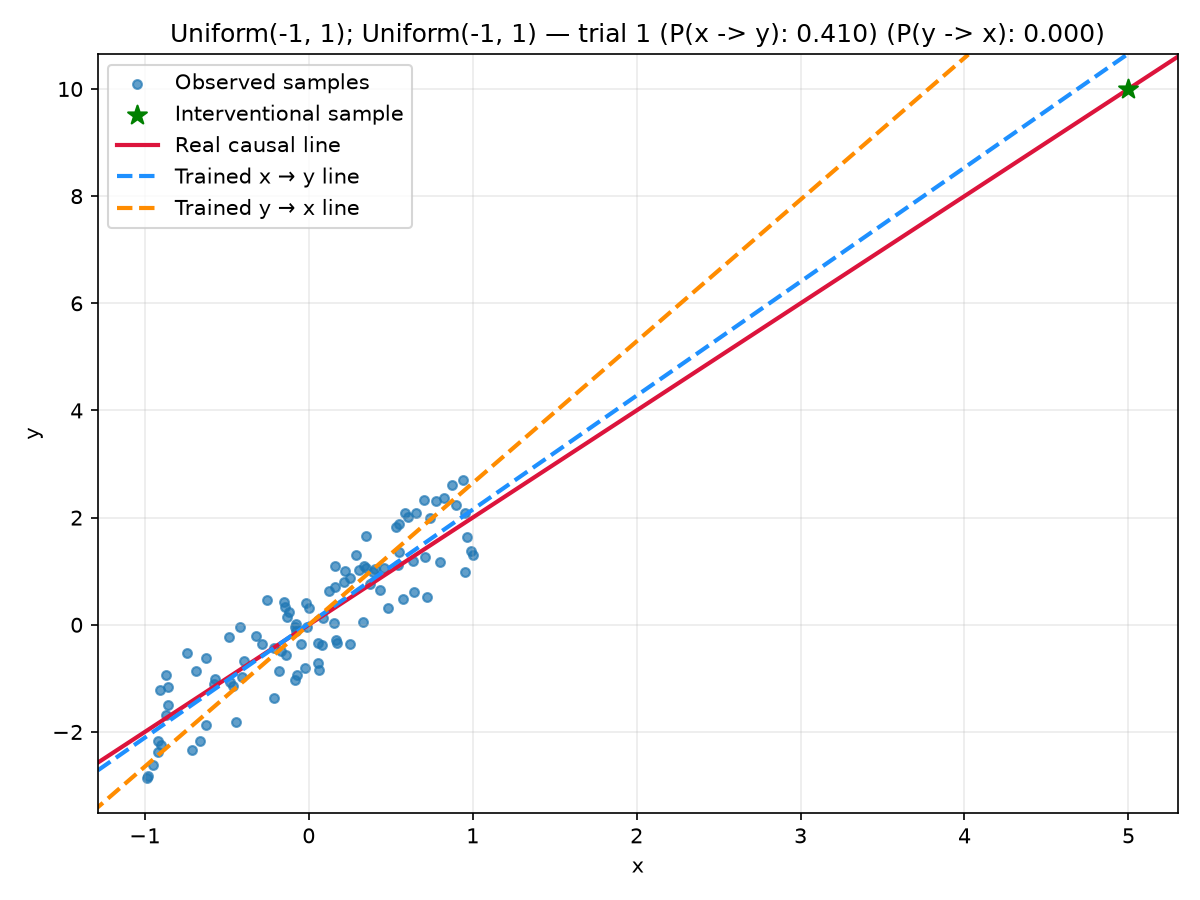 Uniform(-1, 1); Uniform(-1, 1) — trial 1 (P(x -> y): 0.410) (P(y -> x): 0.000)
Observed samples
Interventional sample
Real causal line
Trained x → y line
Trained y → x line
10
8
6
4
2
0
−2
y
−1
0
1
2
3
4
5
x